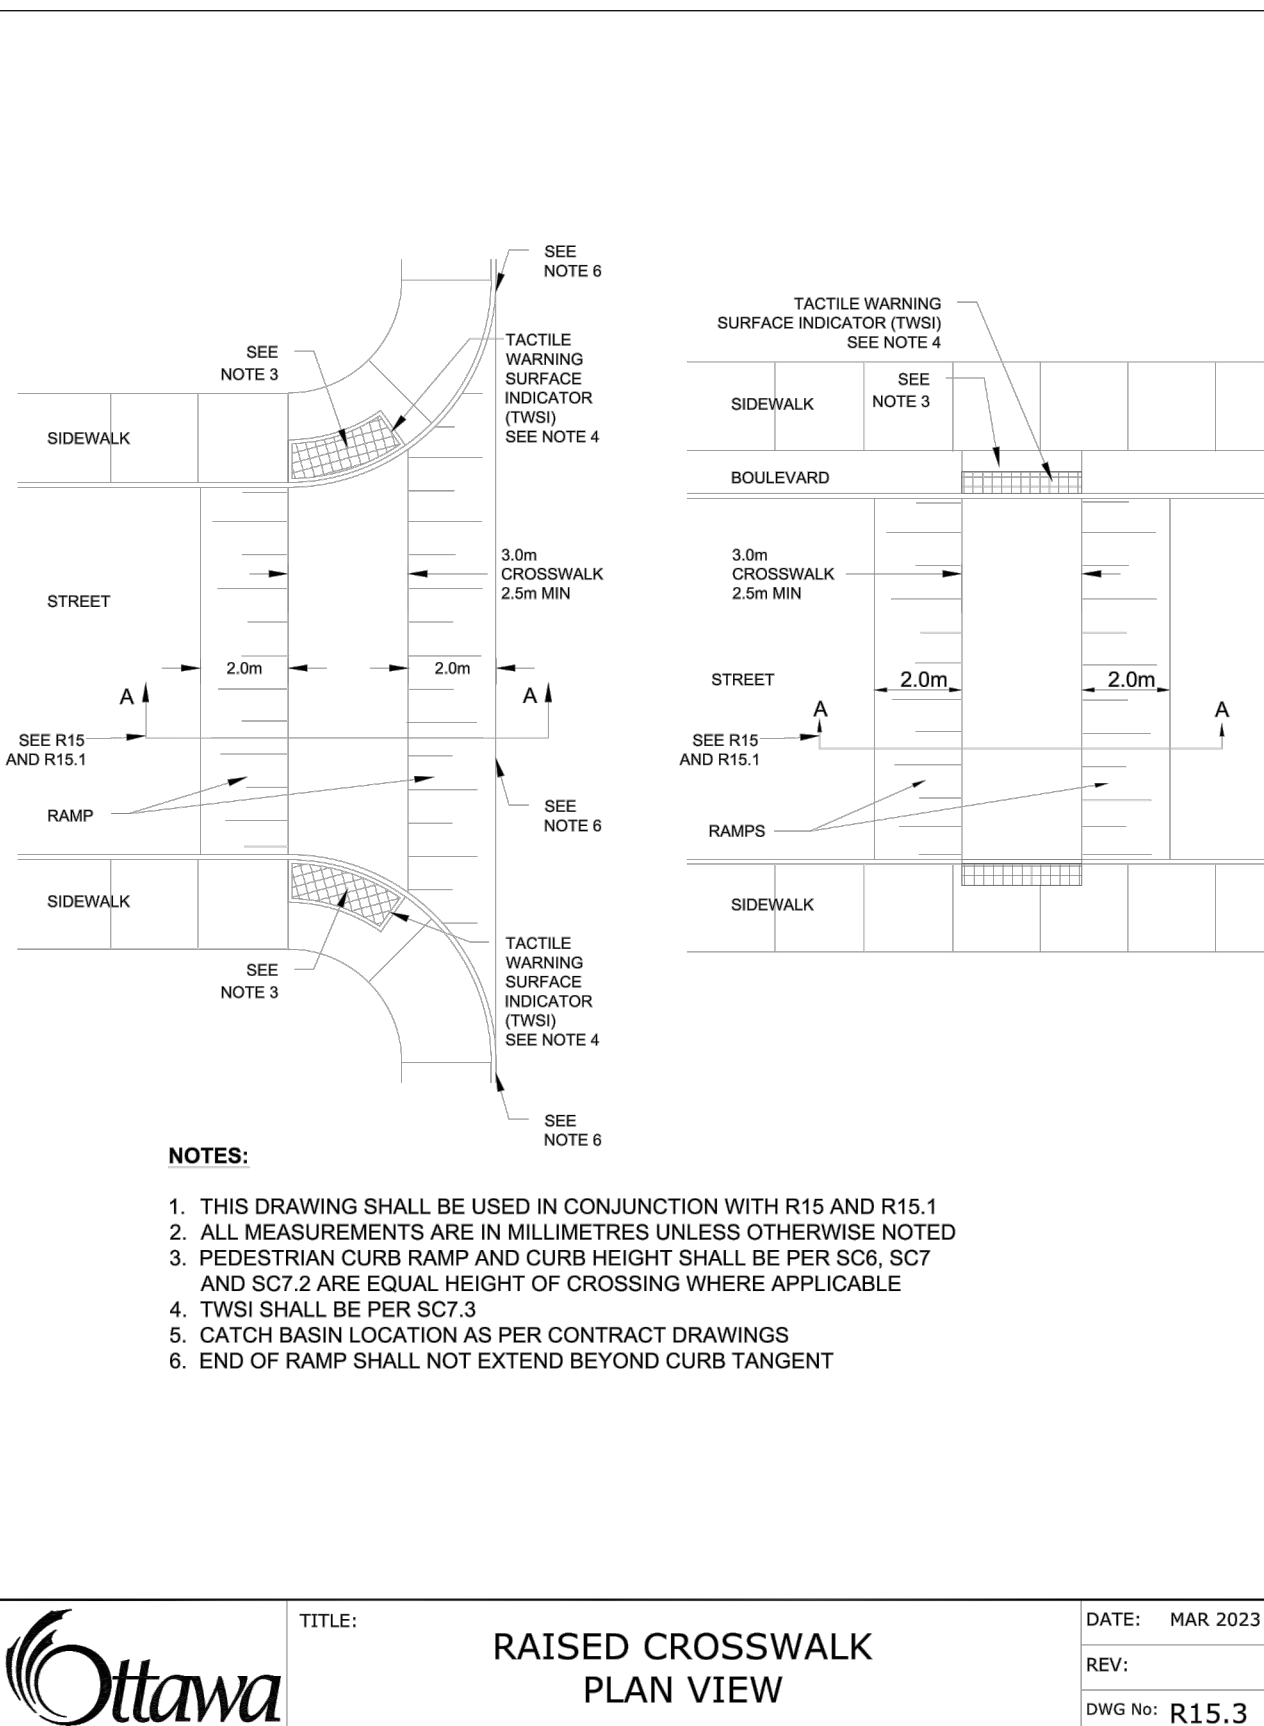 SEE
NOTE 6
SEE
NOTE 3
TACTILE
WARNING
SURFACE
INDICATOR
(TWSI)
SEE NOTE 4
SIDEWALK
3.0m
CROSSWALK
2.5m MIN
STREET
2.0m
2.0m
A
A
SEE R15
AND R15.1
RAMP
SEE
NOTE 6
SIDEWALK
SEE
NOTE 3
TACTILE
WARNING
SURFACE
INDICATOR
(TWSI)
SEE NOTE 4
SEE
NOTE 6
TACTILE WARNING
SURFACE INDICATOR (TWSI)
SEE NOTE 4
SEE
NOTE 3
SIDEWALK
BOULEVARD
3.0m
CROSSWALK
2.5m MIN
STREET
2.0m
2.0m
A
A
SEE R15
AND R15.1
RAMPS
SIDEWALK
NOTES:
1. THIS DRAWING SHALL BE USED IN CONJUNCTION WITH R15 AND R15.1
2. ALL MEASUREMENTS ARE IN MILLIMETRES UNLESS OTHERWISE NOTED
3. PEDESTRIAN CURB RAMP AND CURB HEIGHT SHALL BE PER SC6, SC7
AND SC7.2 ARE EQUAL HEIGHT OF CROSSING WHERE APPLICABLE
4. TWSI SHALL BE PER SC7.3
5. CATCH BASIN LOCATION AS PER CONTRACT DRAWINGS
6. END OF RAMP SHALL NOT EXTEND BEYOND CURB TANGENT
Ottawa
TITLE:
RAISED CROSSWALK
PLAN VIEW
DATE: MAR 2023
REV:
DWG No: R15.3